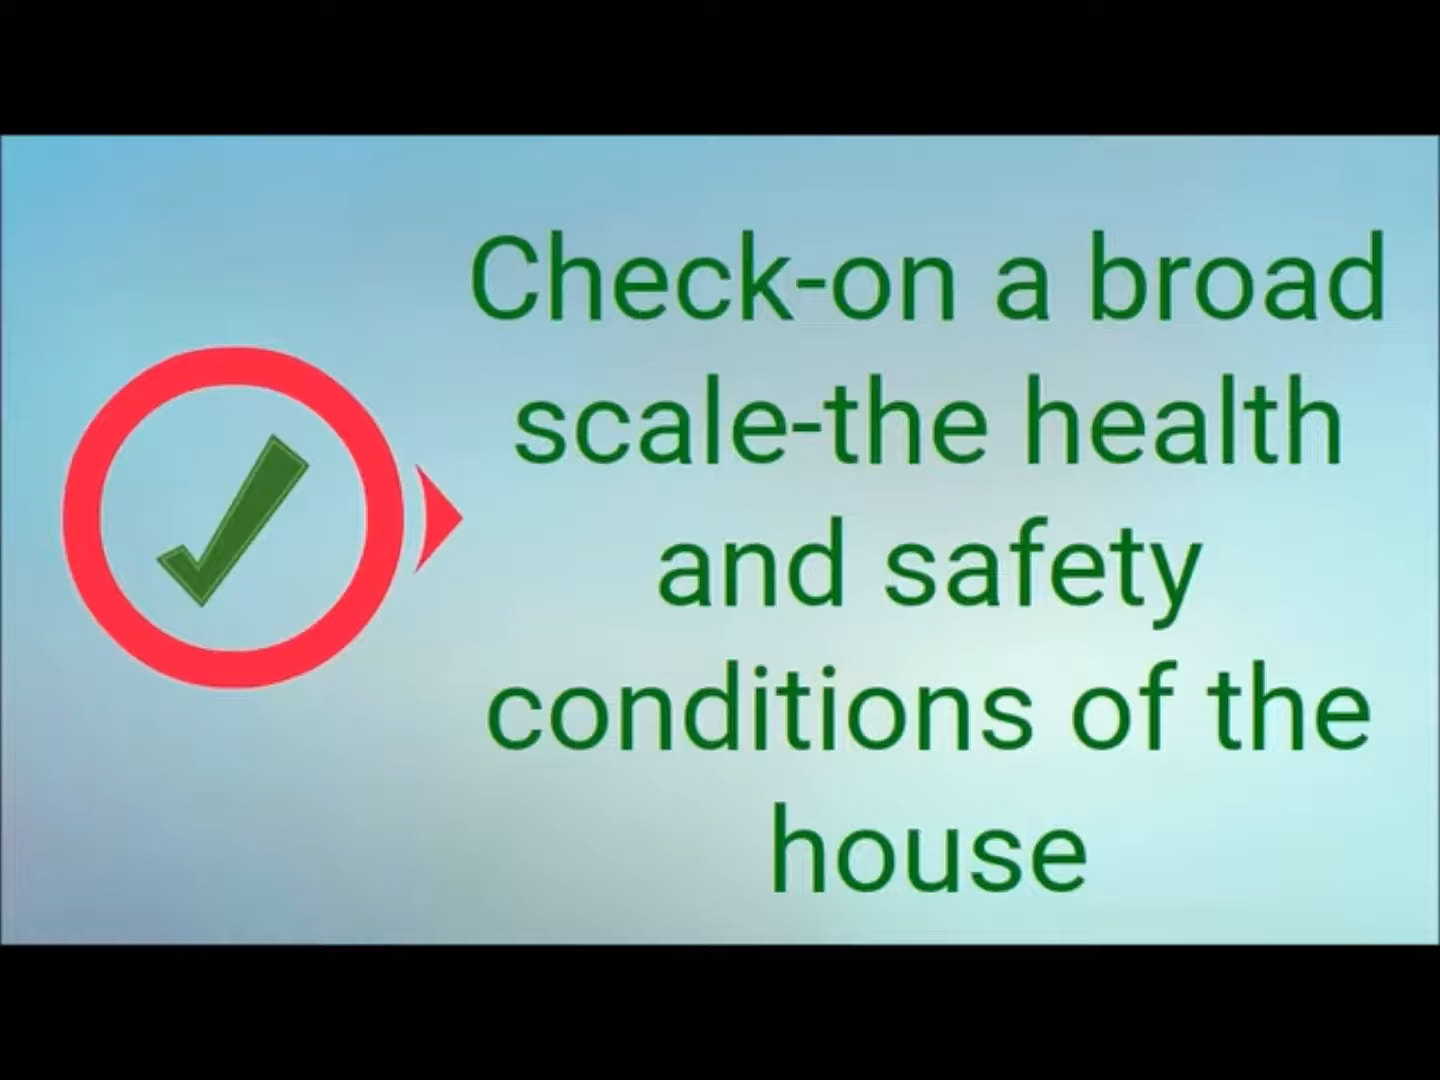 Check-on a broad
scale-the health
and safety
conditions of the
house